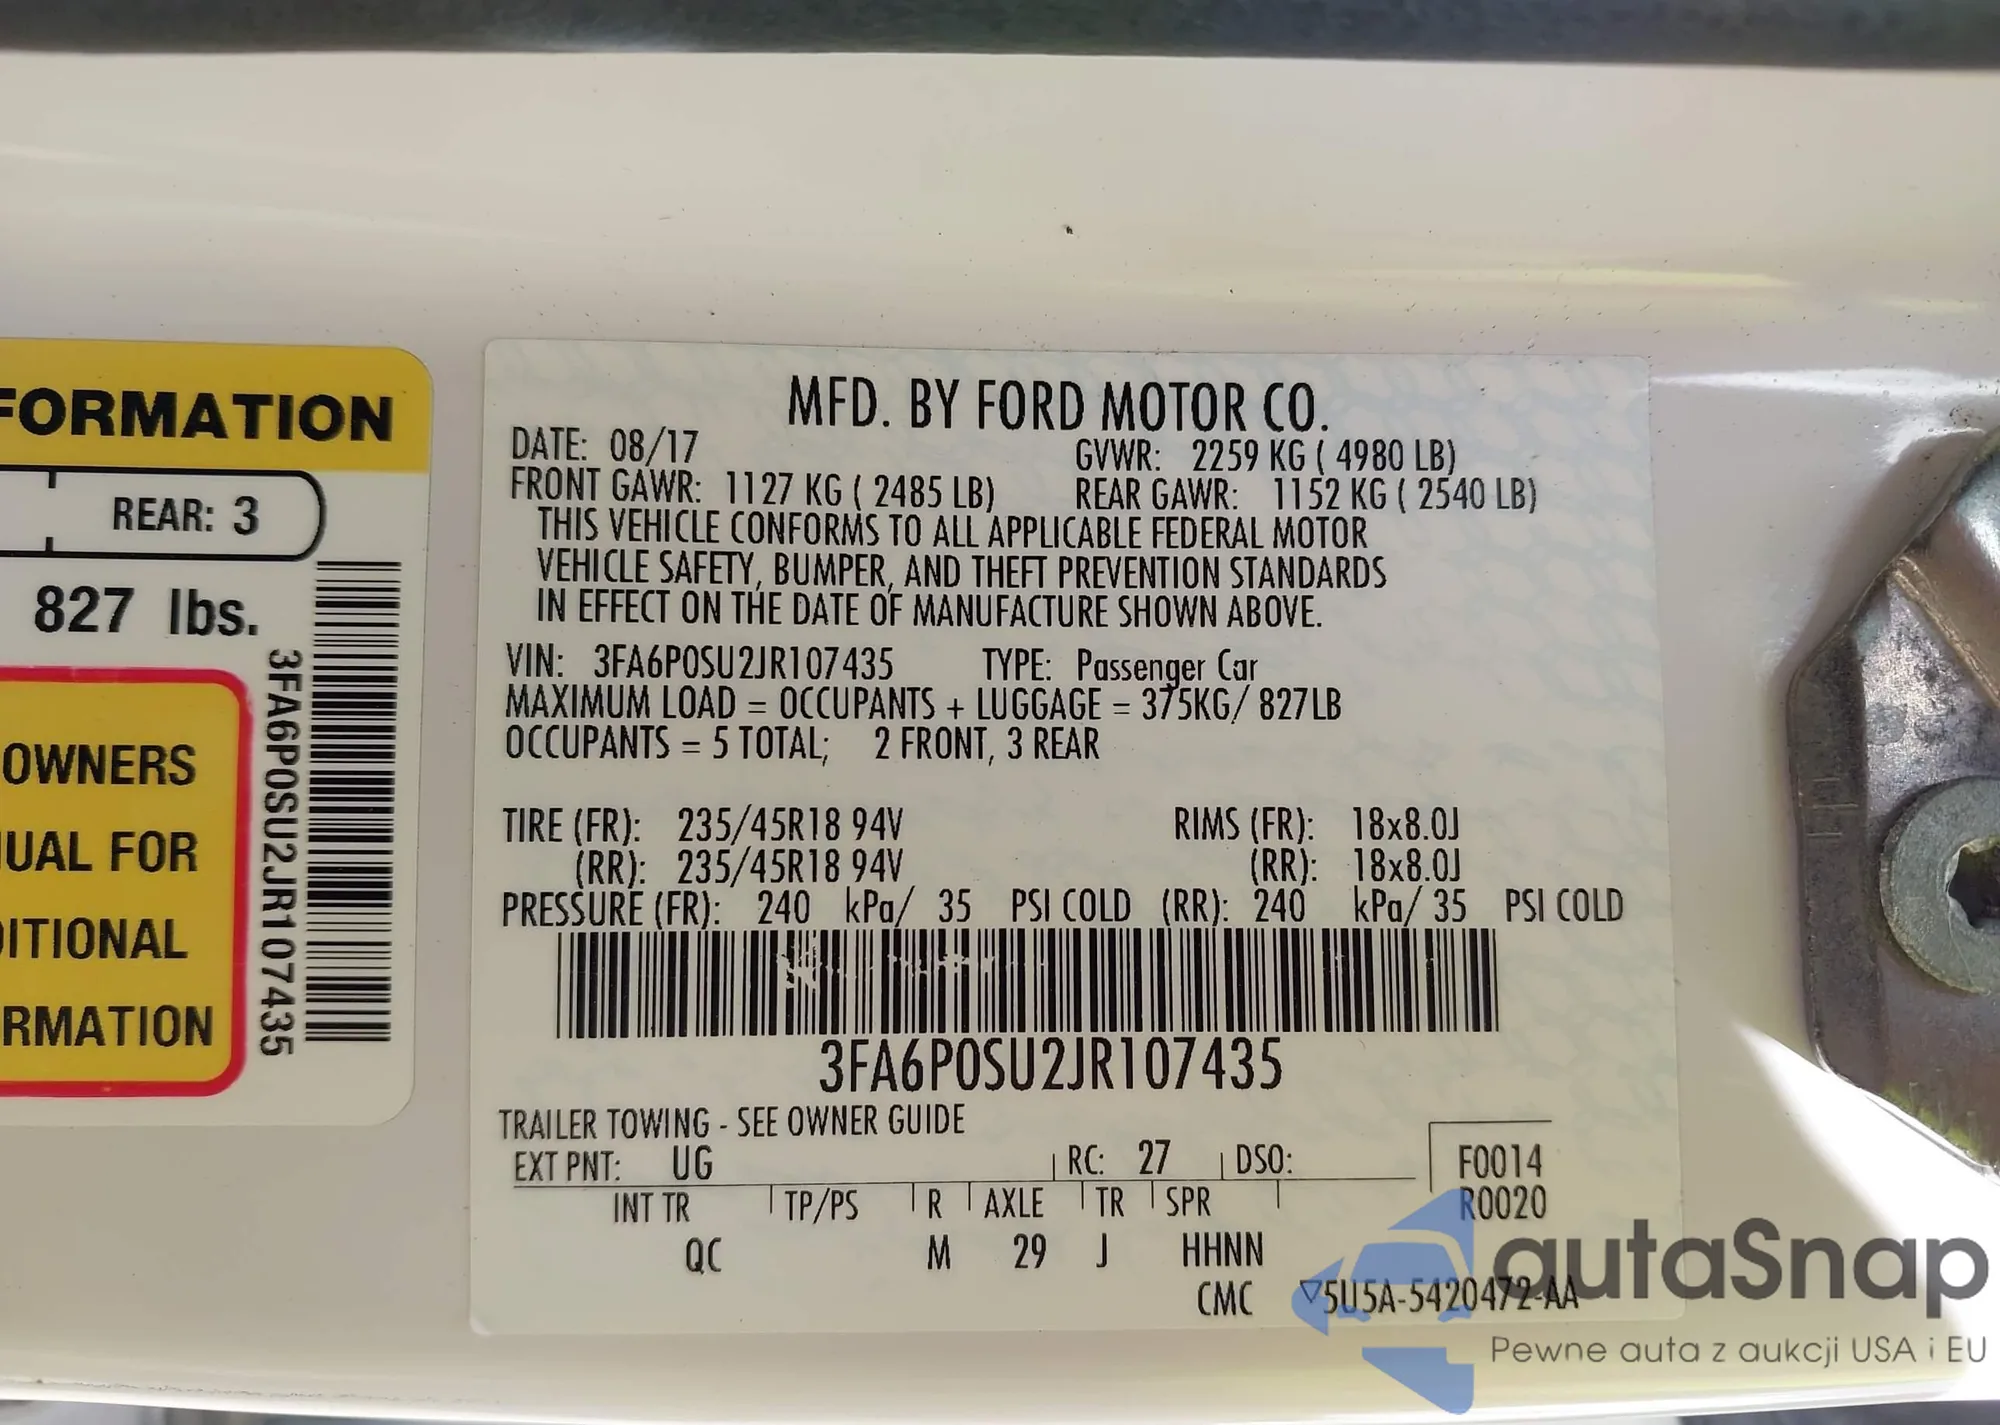 FORMATION
REAR: 3
827 lbs.
OWNERS
UAL FOR
DITIONAL
RMATION
3FA6P0SU2JR107435
MFD. BY FORD MOTOR CO.
DATE: 08/17 GVWR: 2259 KG ( 4980 LB)
FRONT GAWR: 1127 KG ( 2485 LB) REAR GAWR: 1152 KG ( 2540 LB)
THIS VEHICLE CONFORMS TO ALL APPLICABLE FEDERAL MOTOR
VEHICLE SAFETY, BUMPER, AND THEFT PREVENTION STANDARDS
IN EFFECT ON THE DATE OF MANUFACTURE SHOWN ABOVE.
VIN: 3FA6P0SU2JR107435 TYPE: Passenger Car
MAXIMUM LOAD = OCCUPANTS + LUGGAGE = 375KG/ 827LB
OCCUPANTS = 5 TOTAL; 2 FRONT, 3 REAR
TIRE (FR): 235/45R18 94V RIMS (FR): 18x8.0J
(RR): 235/45R18 94V (RR): 18x8.0J
PRESSURE (FR): 240 kPa/ 35 PSI COLD (RR): 240 kPa/ 35 PSI COLD
3FA6P0SU2JR107435
TRAILER TOWING - SEE OWNER GUIDE
EXT PNT: UG RC: 27 DSO: F0014
INT TR TP/PS R AXLE TR SPR R0020
QC M 29 J HHNN
CMC ▽5U5A-5420472-AA
autaSnap
Pewne auta z aukcji USA i EU